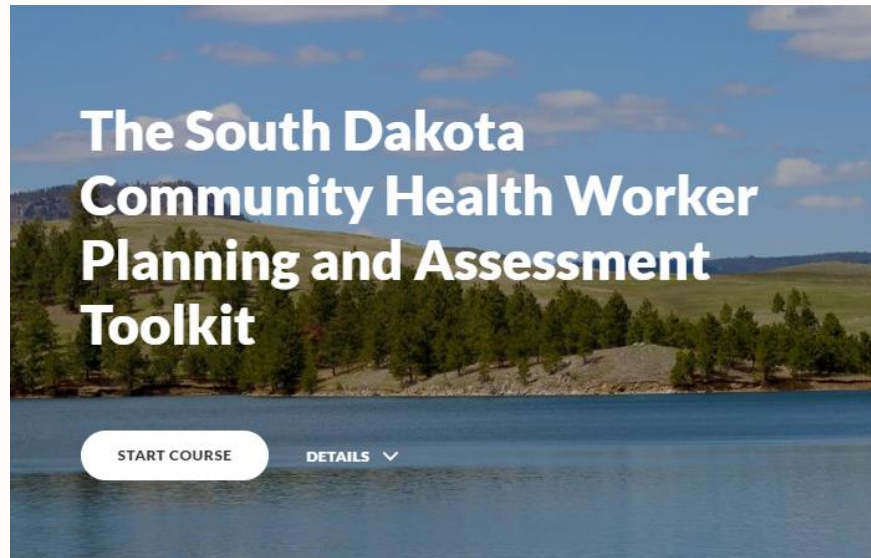 The South Dakota
Community Health Worker
Planning and Assessment
Toolkit
START COURSE
DETAILS